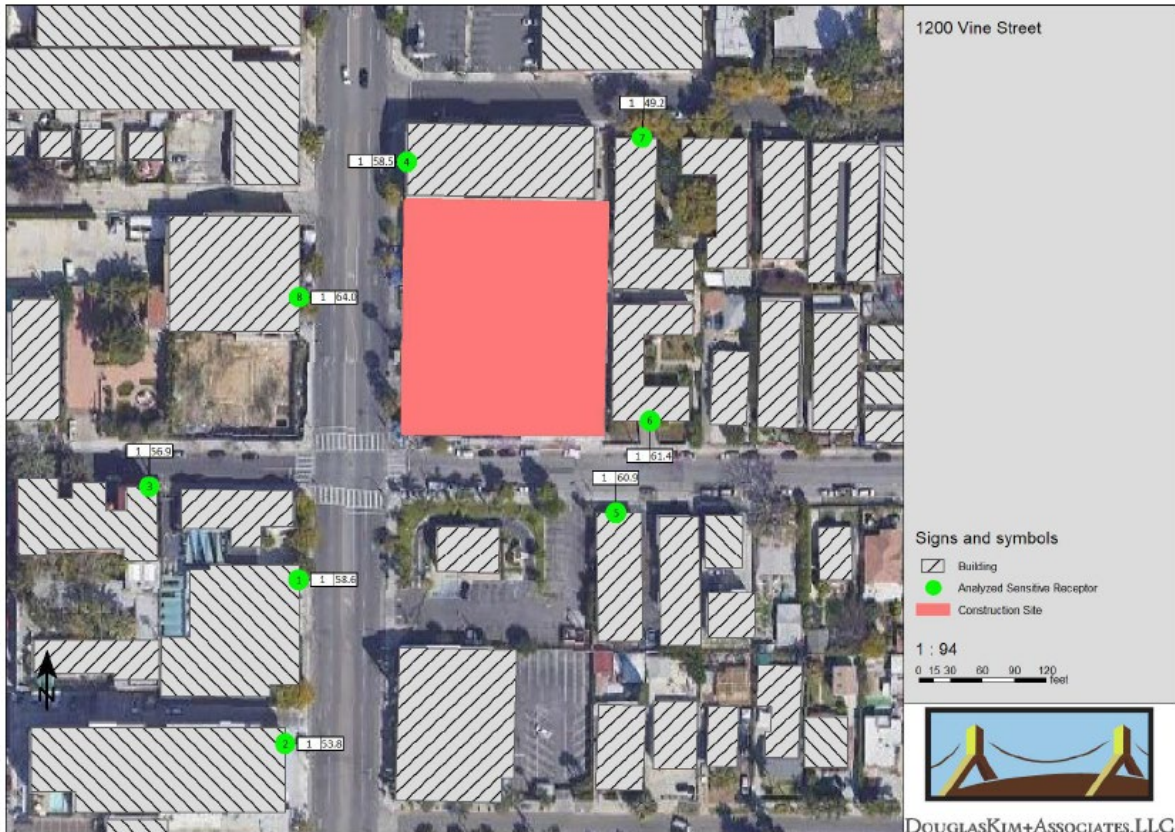 1200 Vine Street
1 49.2
7
1 58.5
4
8
1 64.0
1 56.9
3
6
1 61.4
1 60.9
5
1
1 58.6
2
1 53.8
N
Signs and symbols
Building
Analyzed Sensitive Receptor
Construction Site
1 : 94
0 15 30 60 90 120
feet
DOUGLASKIM+ASSOCIATES,LLC